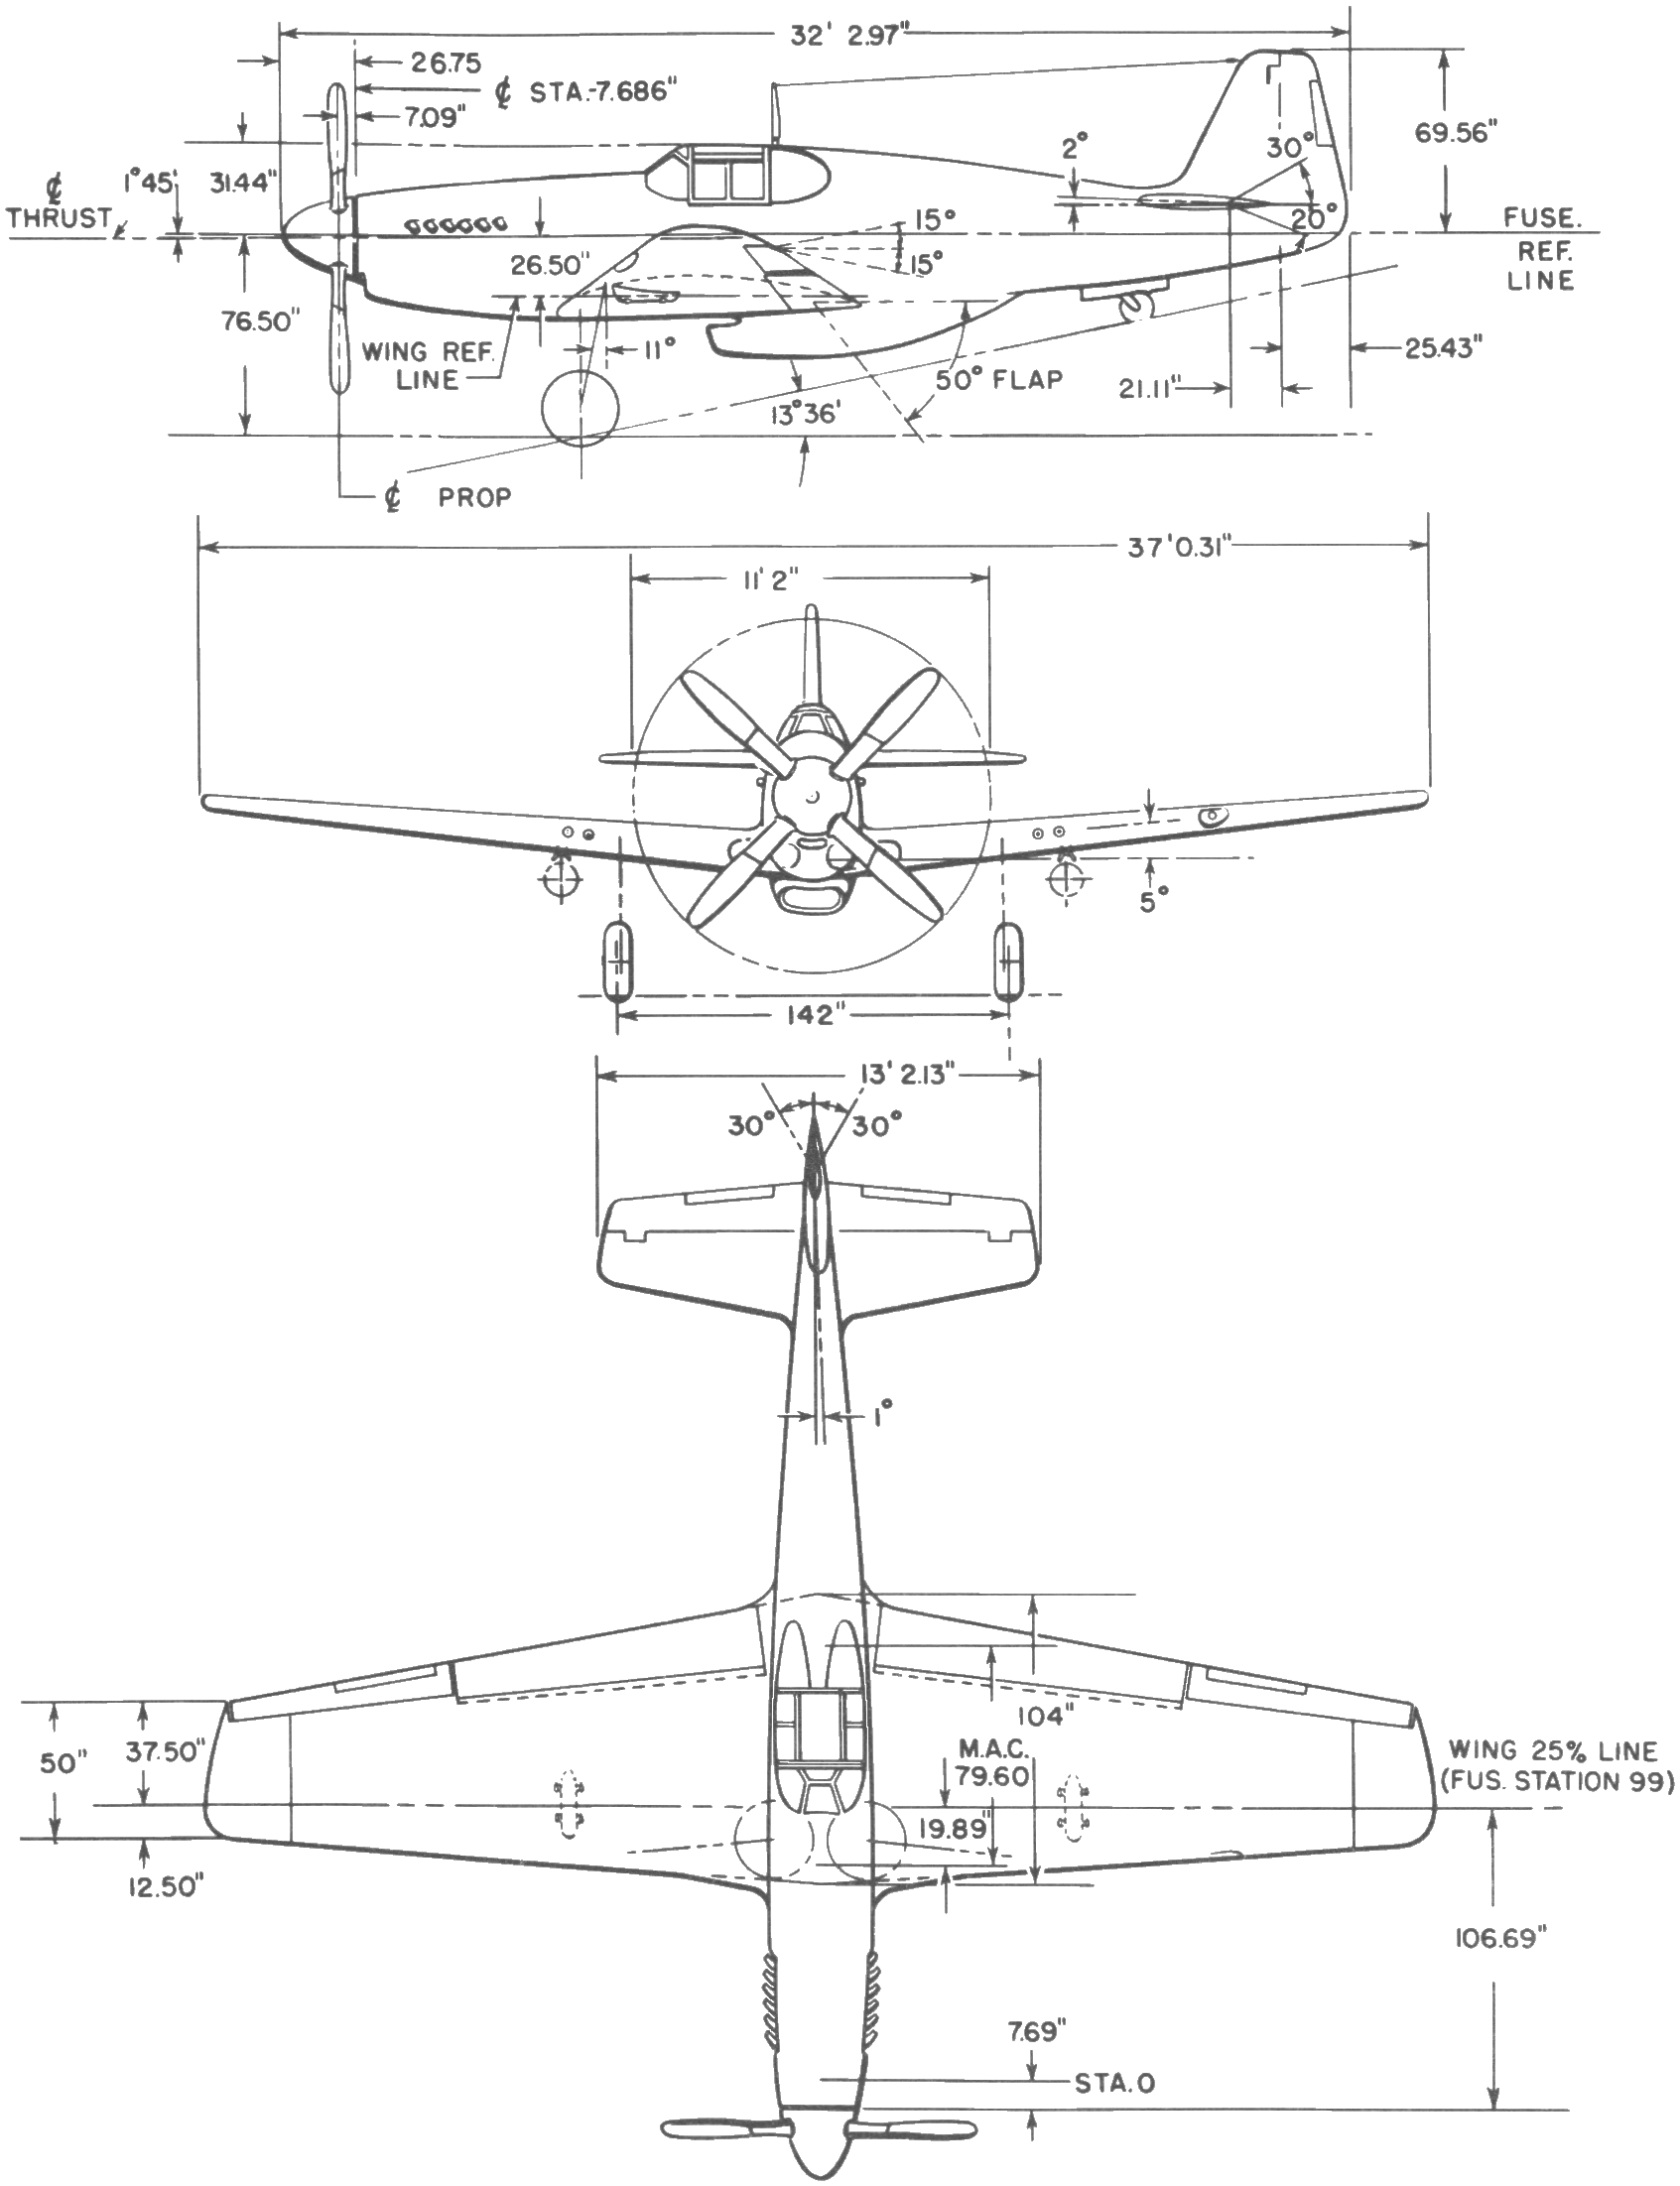 32' 2.97"
26.75
℄ STA.-7.686"
7.09"
69.56"
2°
30°
℄
THRUST
1°45'
31.44"
15°
20°
FUSE.
REF.
LINE
26.50"
15°
76.50"
WING REF.
LINE
11°
50° FLAP
25.43"
21.11"
13°36'
℄ PROP
37'0.31"
11' 2"
5°
142"
13' 2.13"
30°
30°
1°
104"
50"
37.50"
M.A.C.
79.60
WING 25% LINE
(FUS. STATION 99)
19.89"
12.50"
106.69"
7.69"
STA.0